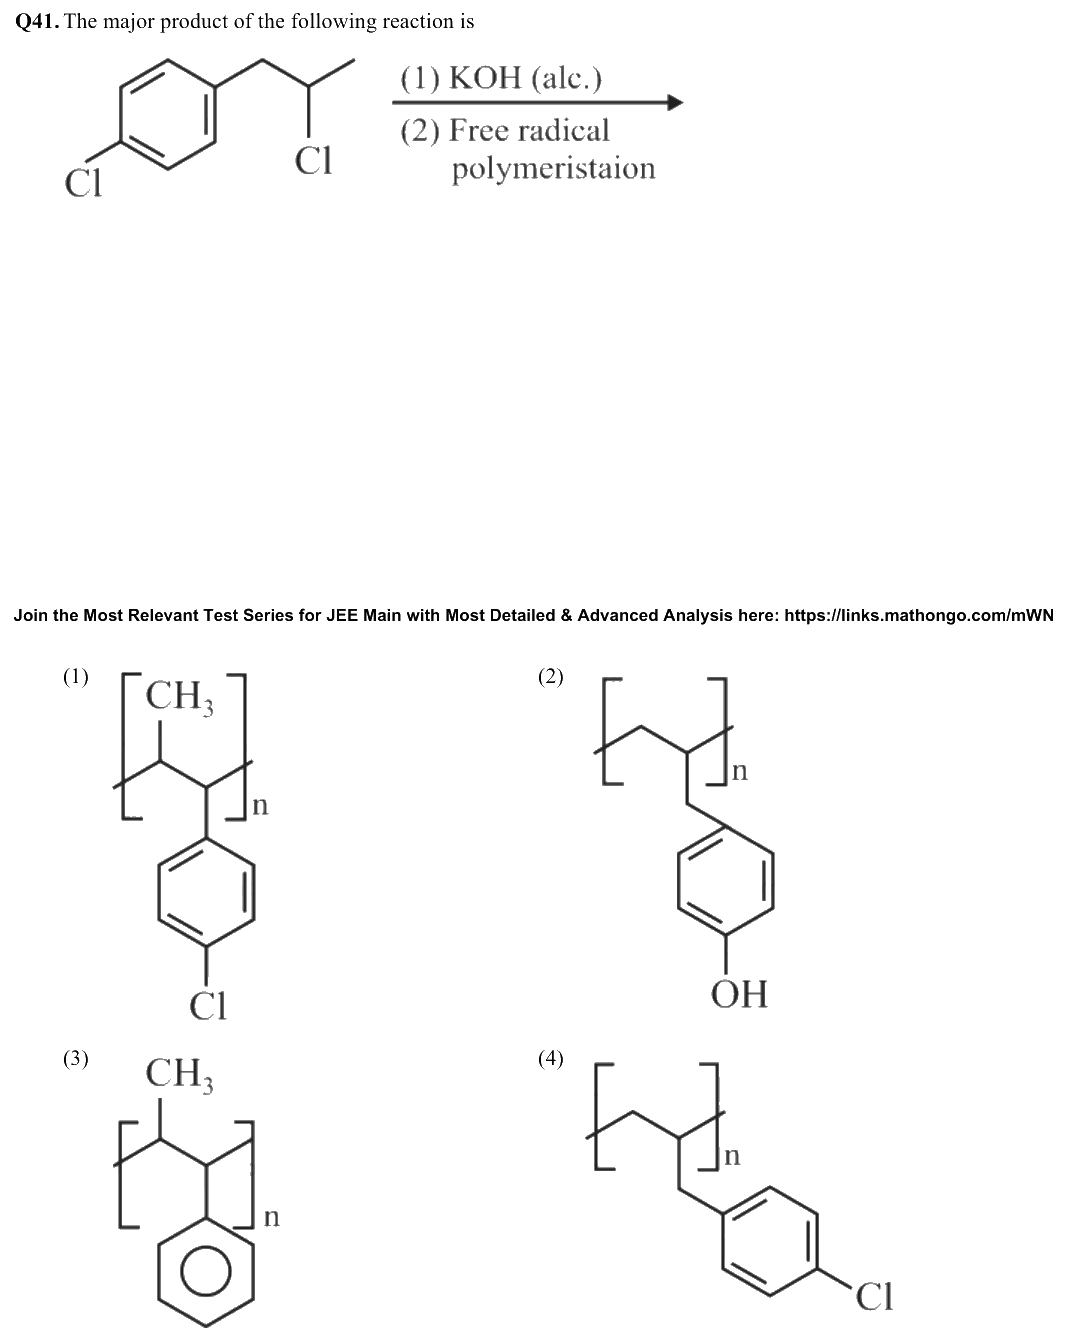 Q41. The major product of the following reaction is
(1) KOH (alc.)
(2) Free radical
polymeristaion
Cl
Cl
Join the Most Relevant Test Series for JEE Main with Most Detailed & Advanced Analysis here: https://links.mathongo.com/mWN
(1)
CH3
n
Cl
(2)
n
OH
(3)
CH3
n
(4)
n
Cl